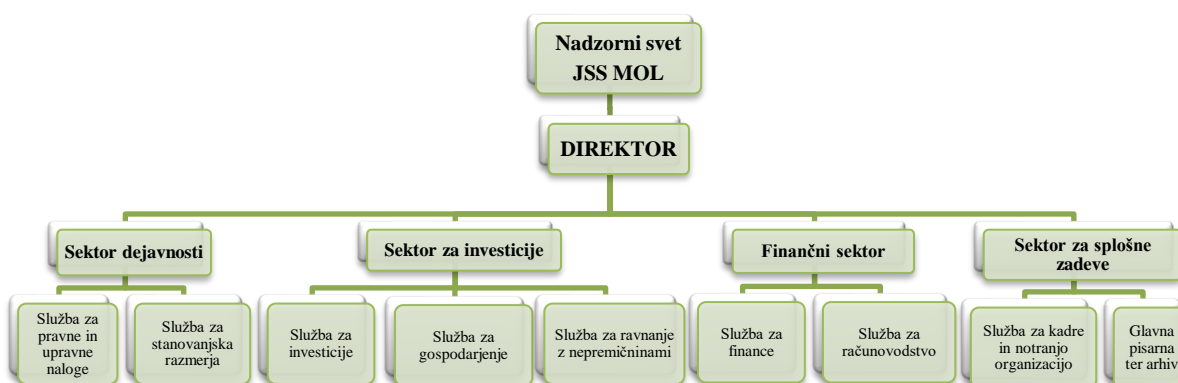 Nadzorni svet
JSS MOL
DIREKTOR
Sektor dejavnosti
Sektor za investicije
Finančni sektor
Sektor za splošne
zadeve
Služba za
pravne in
upravne
naloge
Služba za
stanovanjska
razmerja
Služba za
investicije
Služba za
gospodarjenje
Služba za ravnanje
z nepremičninami
Služba za
finance
Služba za
računovodstvo
Služba za kadre
in notranjo
organizacijo
Glavna
pisarna
ter arhiv